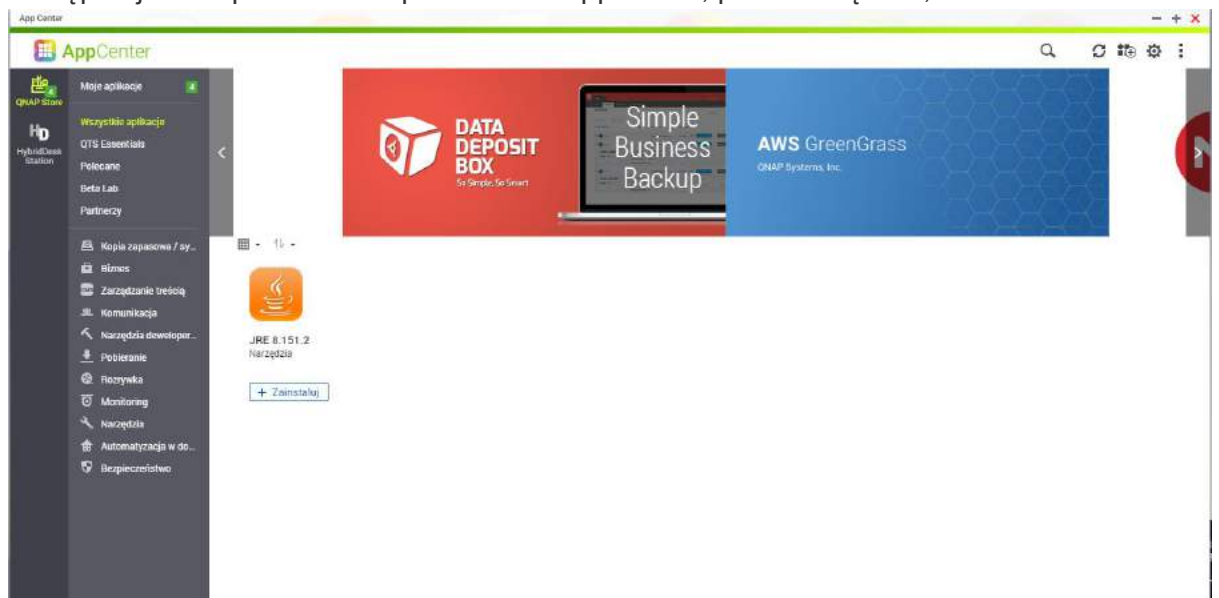 App Center
AppCenter
QNAP Store
4
HybridDesk
Station
Moje aplikacje 4
Wszystkie aplikacje
QTS Essentials
Polecane
Beta Lab
Partnerzy
Kopia zapasowa / sy...
Biznes
Zarządzanie treścią
Komunikacja
Narzędzia deweloper...
Pobieranie
Rozrywka
Monitoring
Narzędzia
Automatyzacja w do...
Bezpieczeństwo
DATA
DEPOSIT
BOX
So Simple, So Smart
Simple
Business
Backup
AWS GreenGrass
QNAP Systems, Inc.
JRE 8.151.2
Narzędzia
+ Zainstaluj